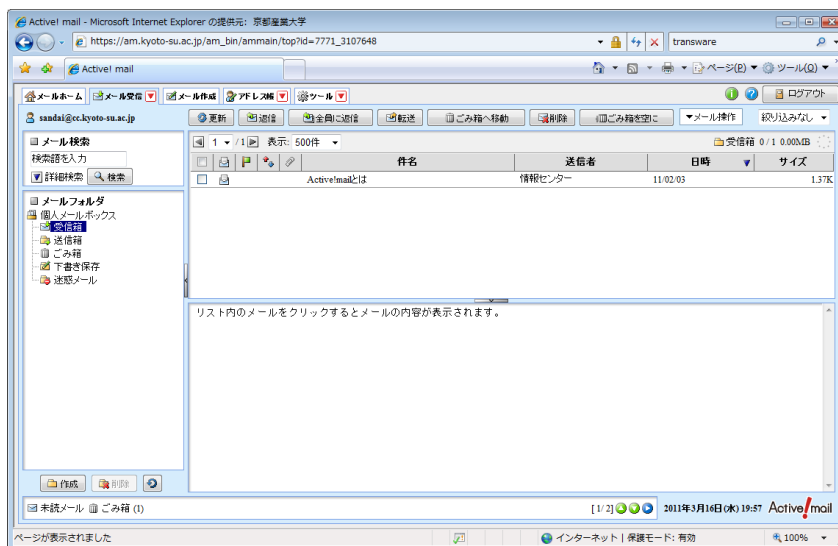 Active! mail - Microsoft Internet Explorer の提供元: 京都産業大学
https://am.kyoto-su.ac.jp/am_bin/ammain/top?id=7771_3107648
transware
Active! mail
ページ(P) ツール(O)
メールホーム メール受信 メール作成 アドレス帳 ツール ログアウト
sandai@cc.kyoto-su.ac.jp 更新 返信 全員に返信 転送 ごみ箱へ移動 削除 ごみ箱を空に ▼メール操作 絞り込みなし
メール検索 1 /1 表示: 500件 受信箱 0 / 1 0.00MB
検索語を入力
件名 送信者 日時 サイズ
詳細検索 検索
Active!mailとは 情報センター 11/02/03 1.37K
メールフォルダ
個人メールボックス
受信箱
送信箱
ごみ箱
下書き保存
迷惑メール
リスト内のメールをクリックするとメールの内容が表示されます。
作成 削除
未読メール ごみ箱 (1) [1/2] 2011年3月16日(水) 19:57 Active! mail
ページが表示されました インターネット | 保護モード: 有効 100%